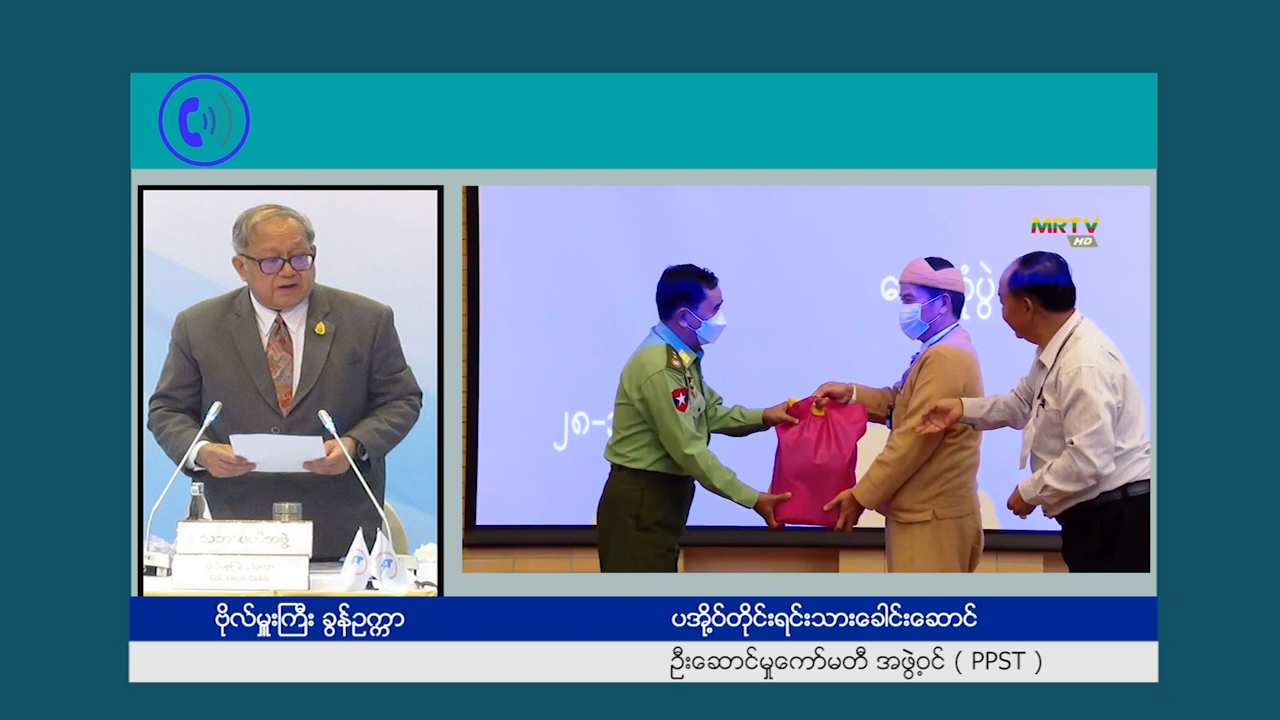 MRTV
HD
ဗိုလ်မှူးကြီး ခွန်ဥက္ကာ
ပအို့ဝ်တိုင်းရင်းသားခေါင်းဆောင်
ဦးဆောင်မှုကော်မတီ အဖွဲ့ဝင် ( PPST )